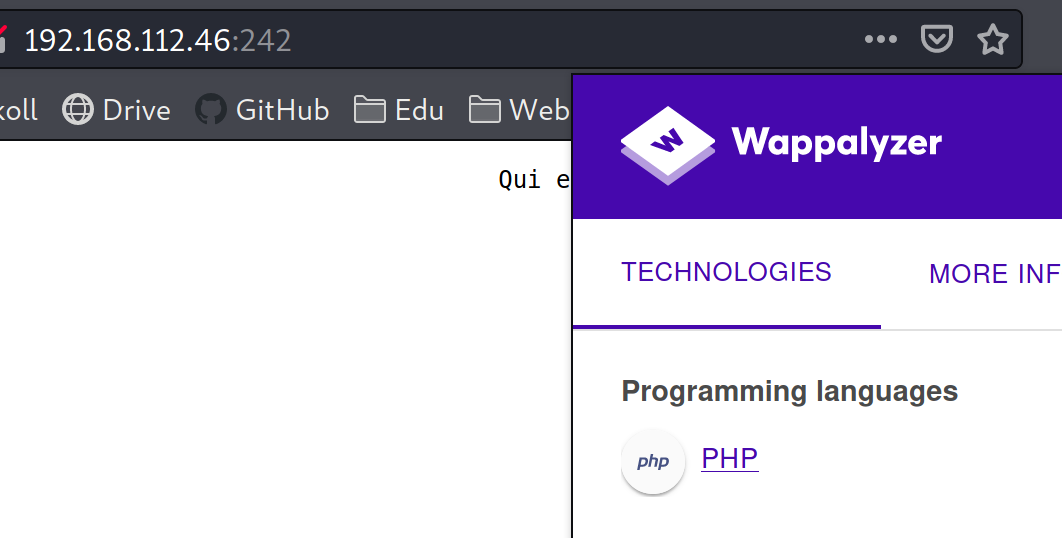 192.168.112.46:242
koll Drive GitHub Edu Web
Qui e
W Wappalyzer
TECHNOLOGIES MORE INF
Programming languages
php PHP